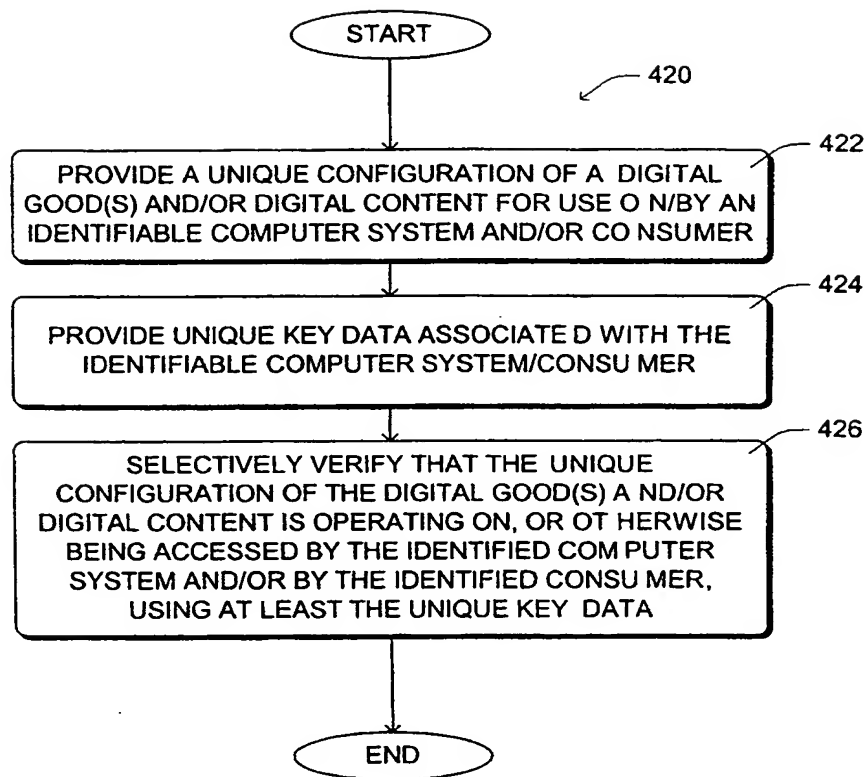 START
420
422
PROVIDE A UNIQUE CONFIGURATION OF A DIGITAL
GOOD(S) AND/OR DIGITAL CONTENT FOR USE O N/BY AN
IDENTIFIABLE COMPUTER SYSTEM AND/OR CO NSUMER
424
PROVIDE UNIQUE KEY DATA ASSOCIATE D WITH THE
IDENTIFIABLE COMPUTER SYSTEM/CONSU MER
426
SELECTIVELY VERIFY THAT THE UNIQUE
CONFIGURATION OF THE DIGITAL GOOD(S) A ND/OR
DIGITAL CONTENT IS OPERATING ON, OR OT HERWISE
BEING ACCESSED BY THE IDENTIFIED COM PUTER
SYSTEM AND/OR BY THE IDENTIFIED CONSU MER,
USING AT LEAST THE UNIQUE KEY DATA
END